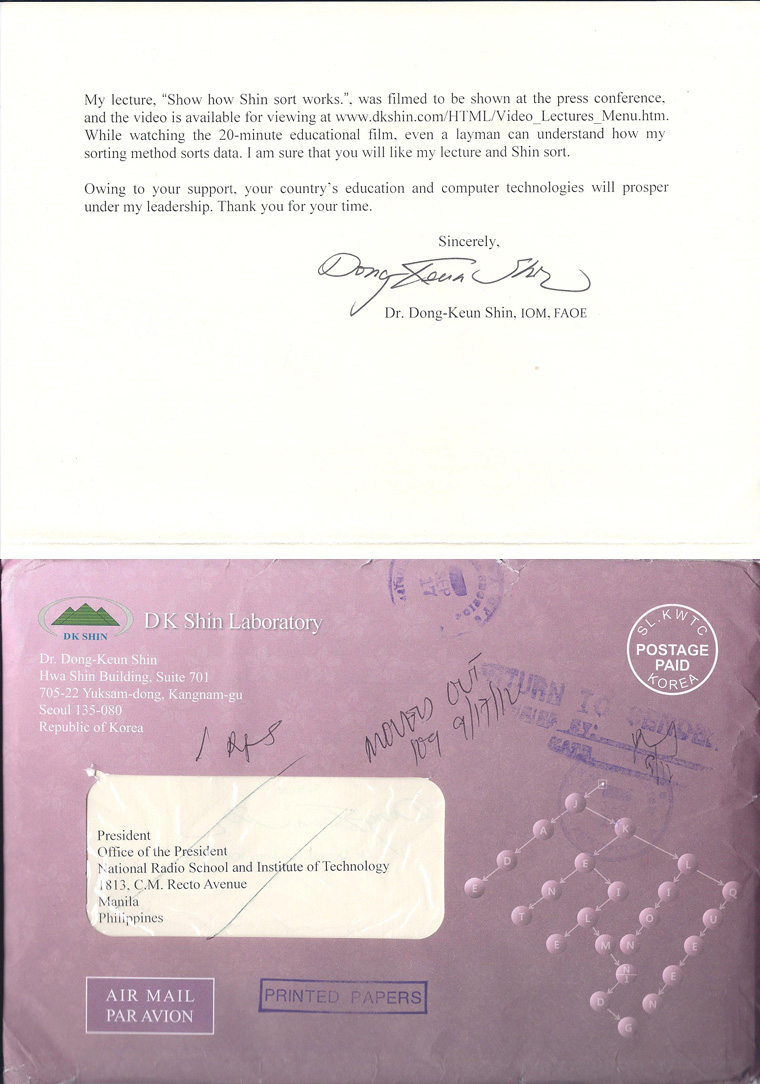 My lecture, “Show how Shin sort works.”, was filmed to be shown at the press conference,
and the video is available for viewing at www.dkshin.com/HTML/Video_Lectures_Menu.htm.
While watching the 20-minute educational film, even a layman can understand how my
sorting method sorts data. I am sure that you will like my lecture and Shin sort.
Owing to your support, your country’s education and computer technologies will prosper
under my leadership. Thank you for your time.
Sincerely,
Dong-Keun Shin
Dr. Dong-Keun Shin, IOM, FAOE
DK SHIN
DK Shin Laboratory
Dr. Dong-Keun Shin
Hwa Shin Building, Suite 701
705-22 Yuksam-dong, Kangnam-gu
Seoul 135-080
Republic of Korea
SEP
17
SL.KWTC
POSTAGE
PAID
KOREA
MOVED OUT
9/17/12
RETURN TO SENDER
BY:
DATE
President
Office of the President
National Radio School and Institute of Technology
1813, C.M. Recto Avenue
Manila
Philippines
A K
D E L
E N I I Q
T L O U
E M N E
E
D N
G
AIR MAIL
PAR AVION
PRINTED PAPERS